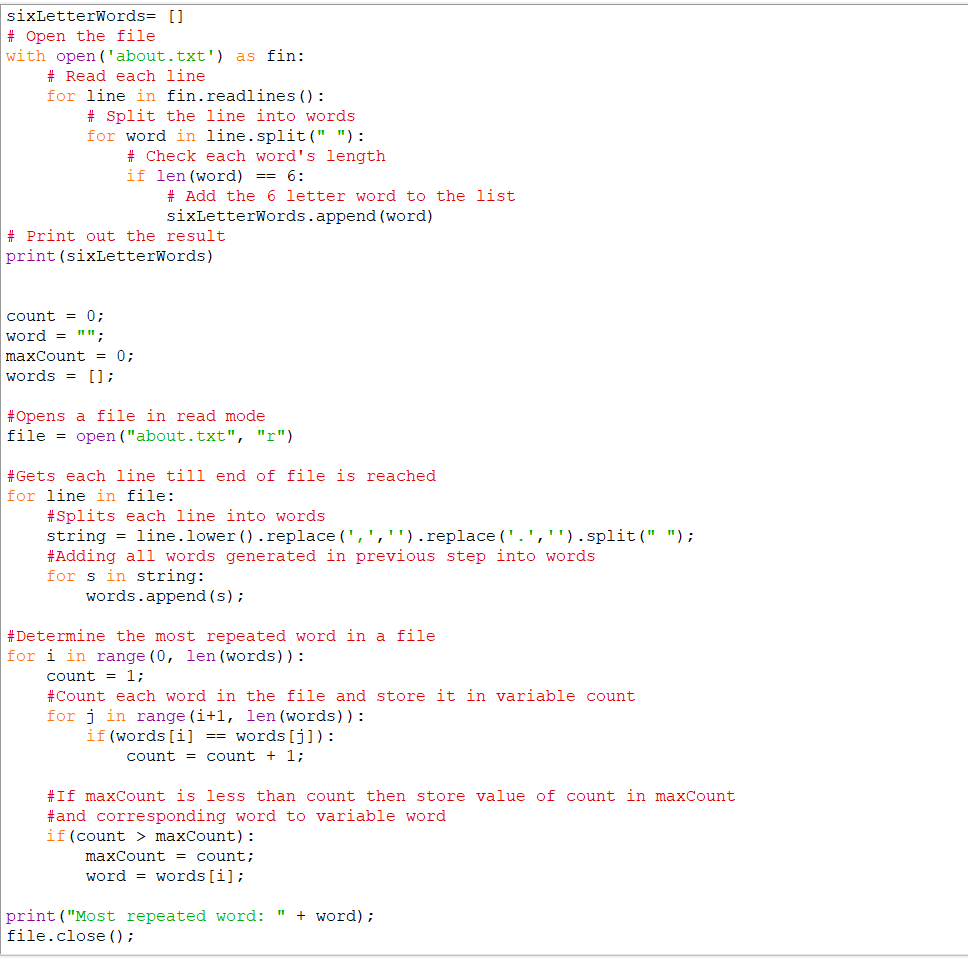 sixLetterWords= []
# Open the file
with open('about.txt') as fin:
    # Read each line
    for line in fin.readlines():
        # Split the line into words
        for word in line.split(" "):
            # Check each word's length
            if len(word) == 6:
                # Add the 6 letter word to the list
                sixLetterWords.append(word)
# Print out the result
print(sixLetterWords)


count = 0;
word = "";
maxCount = 0;
words = [];

#Opens a file in read mode
file = open("about.txt", "r")

#Gets each line till end of file is reached
for line in file:
    #Splits each line into words
    string = line.lower().replace(',','').replace('.','').split(" ");
    #Adding all words generated in previous step into words
    for s in string:
        words.append(s);

#Determine the most repeated word in a file
for i in range(0, len(words)):
    count = 1;
    #Count each word in the file and store it in variable count
    for j in range(i+1, len(words)):
        if(words[i] == words[j]):
            count = count + 1;

    #If maxCount is less than count then store value of count in maxCount
    #and corresponding word to variable word
    if(count > maxCount):
        maxCount = count;
        word = words[i];

print("Most repeated word: " + word);
file.close();